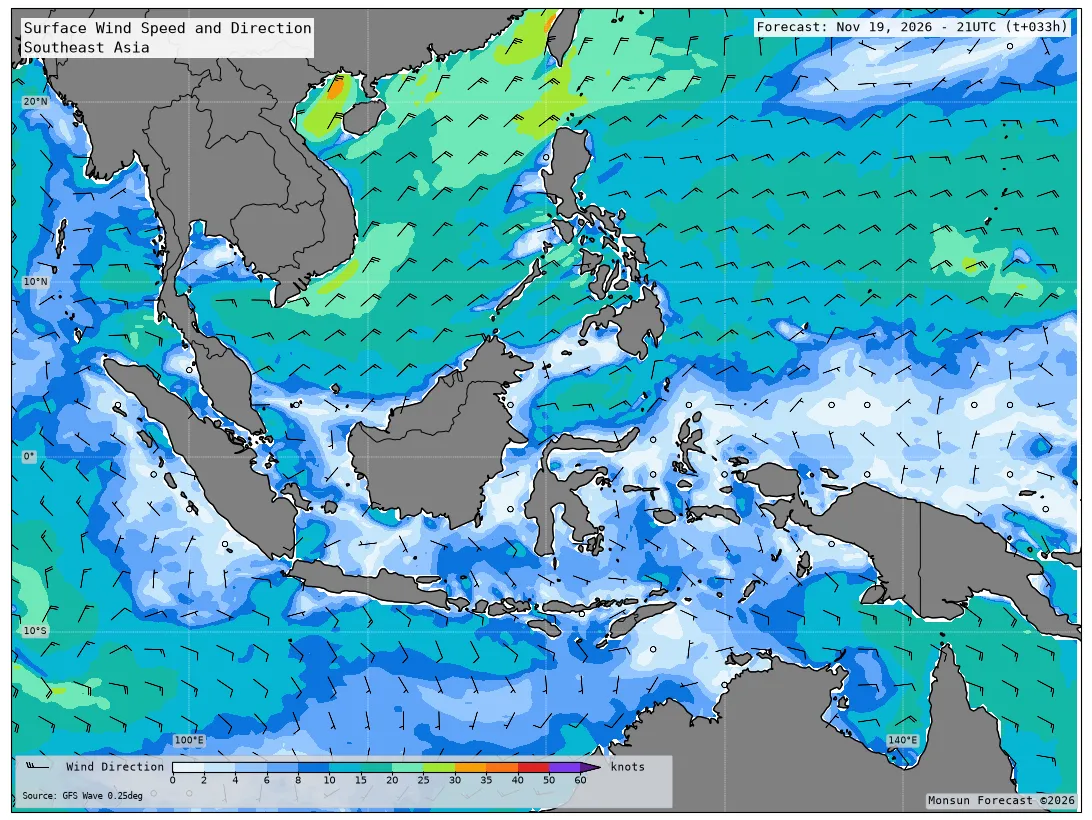 Surface Wind Speed and Direction
Southeast Asia
Forecast: Nov 19, 2026 - 21UTC (t+033h)
20°N
10°N
0°
10°S
100°E
140°E
Wind Direction
0 2 4 6 8 10 15 20 25 30 35 40 50 60
knots
Source: GFS Wave 0.25deg
Monsun Forecast ©2026